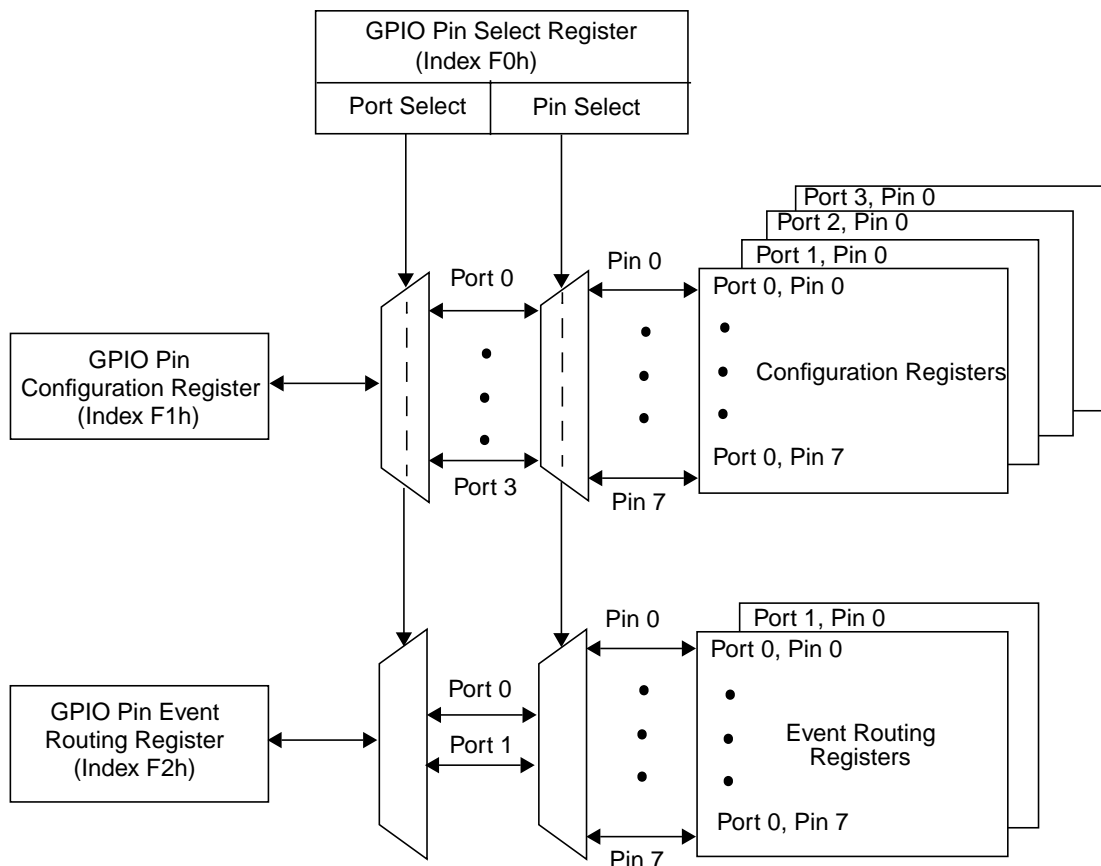 GPIO Pin Select Register
(Index F0h)
Port Select
Pin Select
Port 3, Pin 0
Port 2, Pin 0
Port 1, Pin 0
Port 0, Pin 0
Port 0
Pin 0
GPIO Pin
Configuration Register
(Index F1h)
Configuration Registers
Port 0, Pin 7
Port 3
Pin 7
Port 1, Pin 0
Port 0, Pin 0
Pin 0
Port 0
Port 1
GPIO Pin Event
Routing Register
(Index F2h)
Event Routing
Registers
Port 0, Pin 7
Pin 7